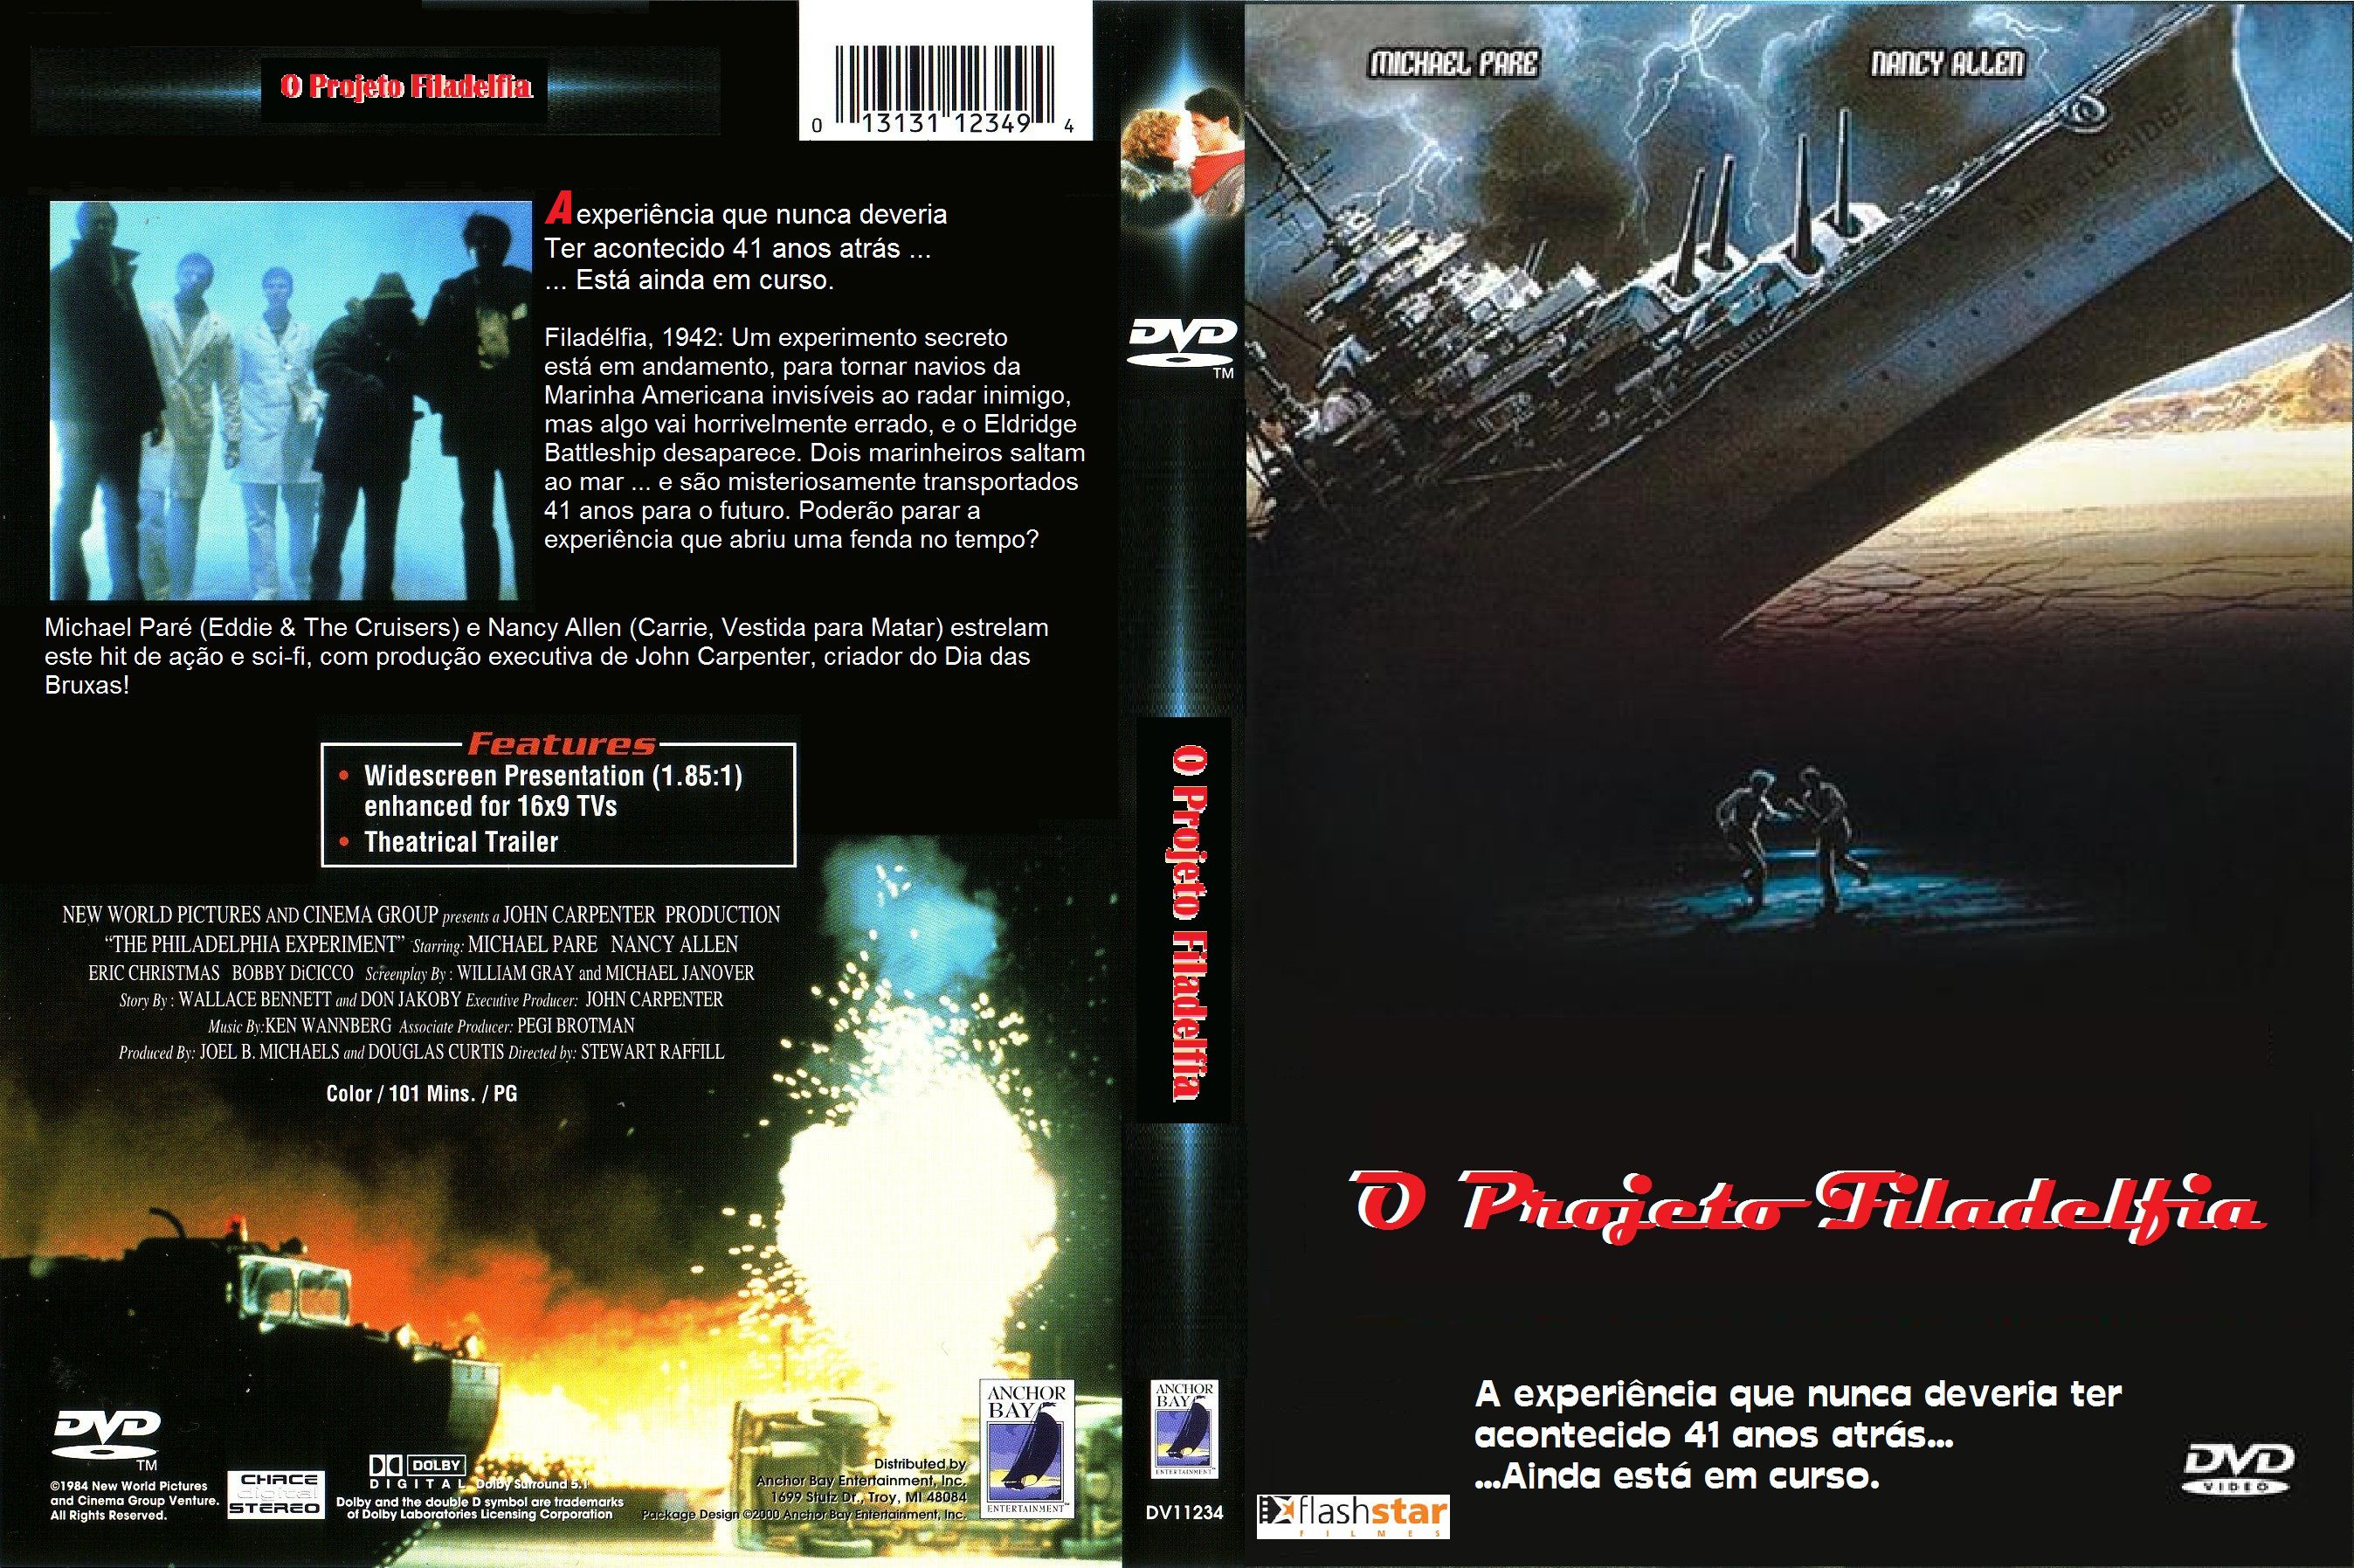 O Projeto Filadelfia
0 13131 12349 4
A experiência que nunca deveria
Ter acontecido 41 anos atrás ...
... Está ainda em curso.
Filadélfia, 1942: Um experimento secreto
está em andamento, para tornar navios da
Marinha Americana invisíveis ao radar inimigo,
mas algo vai horrivelmente errado, e o Eldridge
Battleship desaparece. Dois marinheiros saltam
ao mar ... e são misteriosamente transportados
41 anos para o futuro. Poderão parar a
experiência que abriu uma fenda no tempo?
Michael Paré (Eddie & The Cruisers) e Nancy Allen (Carrie, Vestida para Matar) estrelam
este hit de ação e sci-fi, com produção executiva de John Carpenter, criador do Dia das
Bruxas!
Features
• Widescreen Presentation (1.85:1)
enhanced for 16x9 TVs
• Theatrical Trailer
NEW WORLD PICTURES AND CINEMA GROUP presents a JOHN CARPENTER PRODUCTION
“THE PHILADELPHIA EXPERIMENT” Starring: MICHAEL PARE NANCY ALLEN
ERIC CHRISTMAS BOBBY DiCICCO Screenplay By : WILLIAM GRAY and MICHAEL JANOVER
Story By : WALLACE BENNETT and DON JAKOBY Executive Producer: JOHN CARPENTER
Music By:KEN WANNBERG Associate Producer: PEGI BROTMAN
Produced By: JOEL B. MICHAELS and DOUGLAS CURTIS Directed by: STEWART RAFFILL
Color / 101 Mins. / PG
DVD
TM
©1984 New World Pictures
and Cinema Group Venture.
All Rights Reserved.
CHACE
digital
STEREO
DOLBY
DIGITAL Dolby Surround 5.1
Dolby and the double D symbol are trademarks
of Dolby Laboratories Licensing Corporation
Distributed by
Anchor Bay Entertainment, Inc.
1699 Stutz Dr., Troy, MI 48084
Package Design ©2000 Anchor Bay Entertainment, Inc.
ANCHOR
BAY
ENTERTAINMENT™
DVD
TM
O Projeto Filadelfia
ANCHOR
BAY
ENTERTAINMENT
DV11234
MICHAEL PARE
NANCY ALLEN
DE ELDRIDGE
O Projeto Filadelfia
A experiência que nunca deveria ter
acontecido 41 anos atrás...
...Ainda está em curso.
flashstar
FILMES
DVD
VIDEO